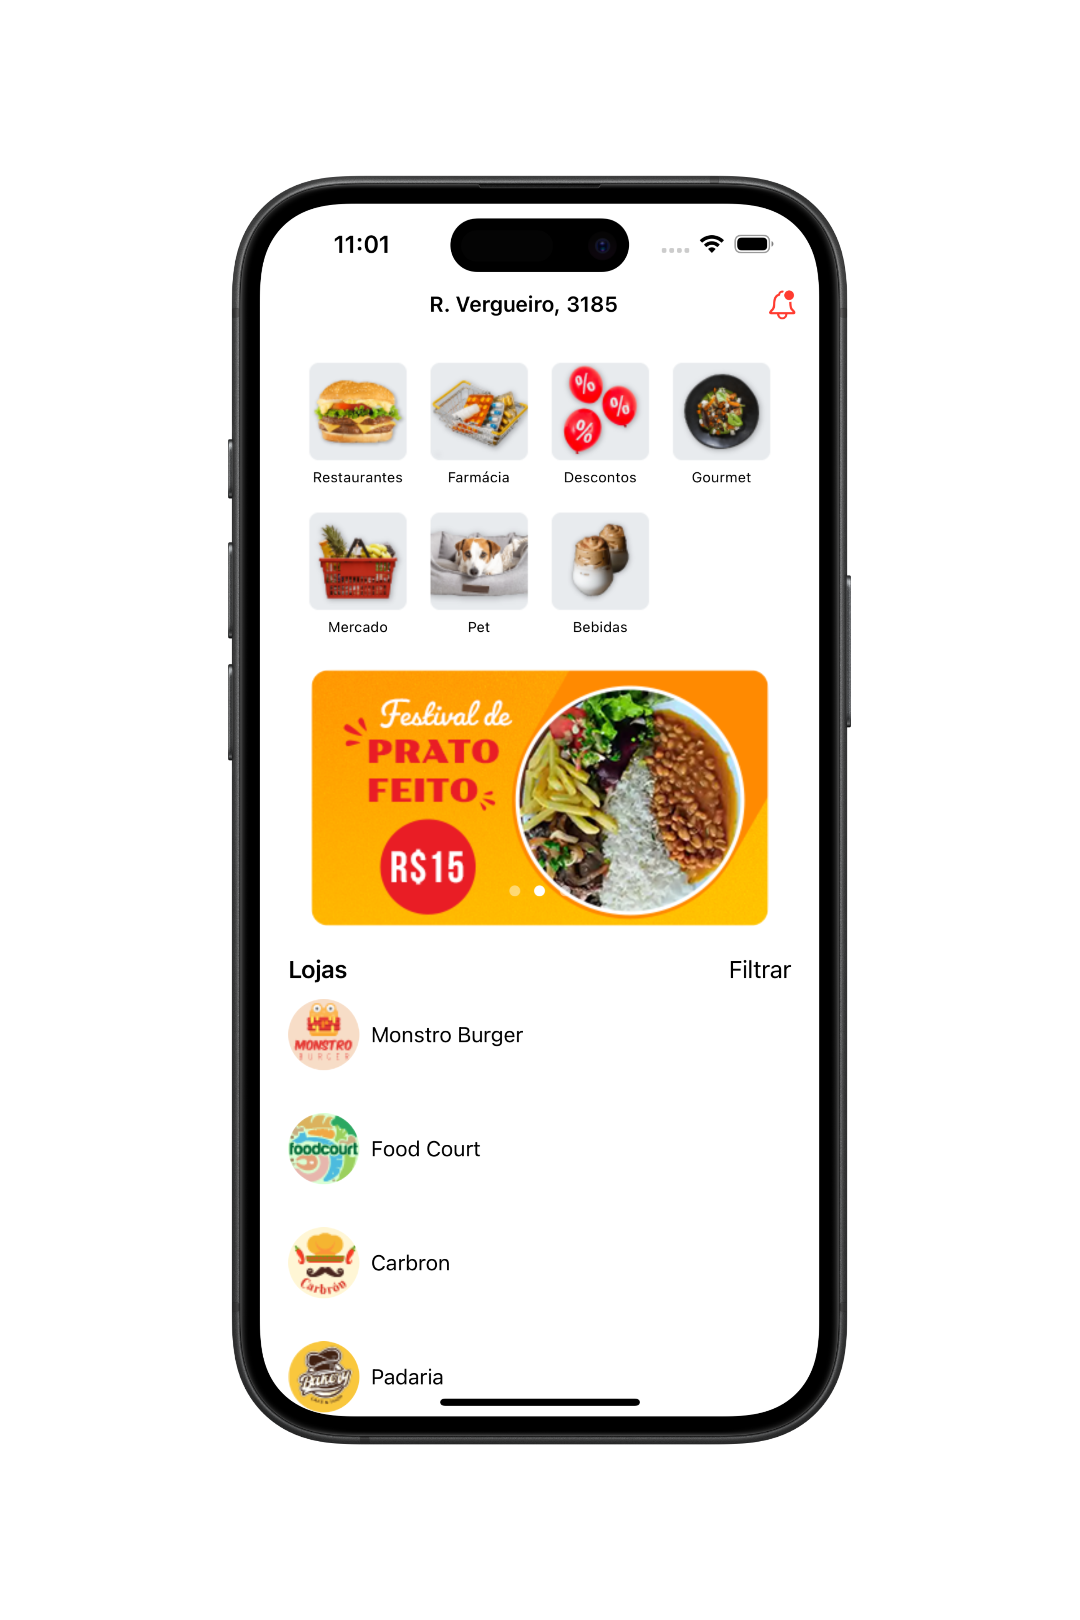 11:01
R. Vergueiro, 3185
% % %
Restaurantes Farmácia Descontos Gourmet
Mercado Pet Bebidas
Festival de
PRATO
FEITO
R$15
Lojas Filtrar
MONSTRO
BURGER
Monstro Burger
foodcourt
Food Court
Carbrón
Carbron
Bakery
Padaria